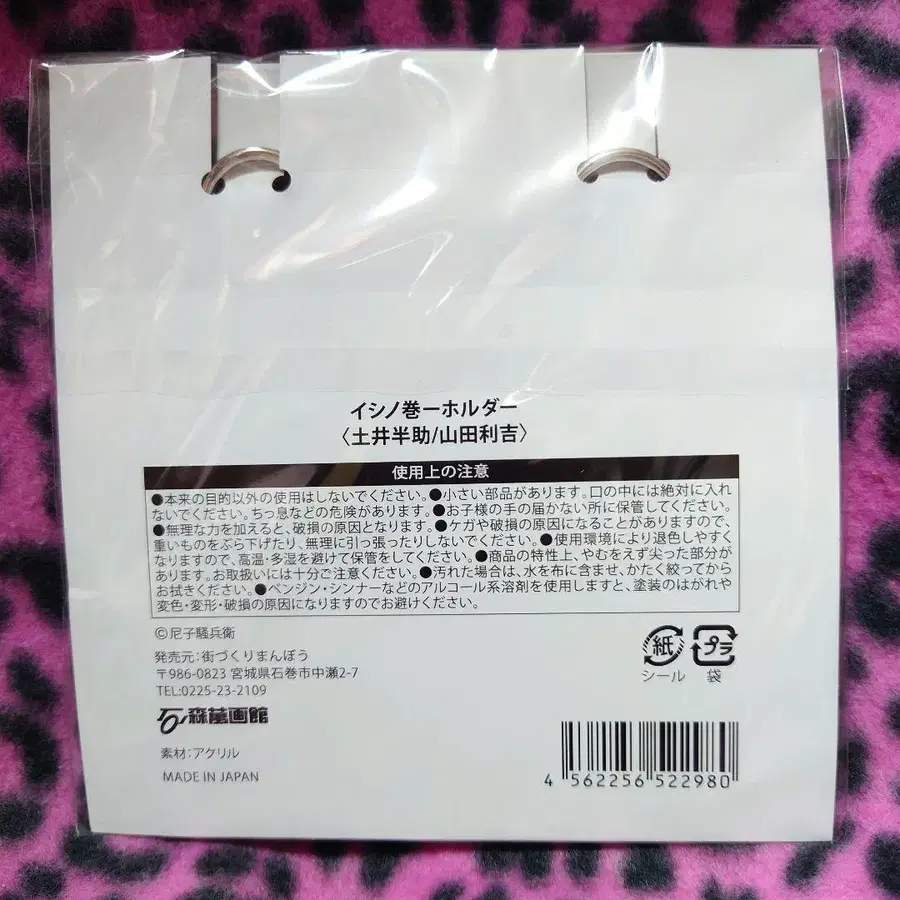 イシノ巻ーホルダー
〈土井半助/山田利吉〉
使用上の注意
●本来の目的以外の使用はしないでください。●小さい部品があります。口の中には絶対に入れ
ないでください。ちっ息などの危険があります。●お子様の手の届かない所に保管してください。
●無理な力を加えると、破損の原因となります。●ケガや破損の原因になることがありますので、
重いものをぶら下げたり、無理に引っ張ったりしないでください。●使用環境により退色しやすく
なりますので、高温・多湿を避けて保管をしてください。●商品の特性上、やむをえず尖った部分が
あります。お取扱いには十分ご注意ください。●汚れた場合は、水を布に含ませ、かたく絞ってから
お拭きください。●ベンジン・シンナーなどのアルコール系溶剤を使用しますと、塗装のはがれや
変色・変形・破損の原因になりますのでお避けください。
©尼子騒兵衛
発売元:街づくりまんぼう
〒986-0823 宮城県石巻市中瀬2-7
TEL:0225-23-2109
石ノ森萬画館
素材:アクリル
MADE IN JAPAN
紙 プラ
シール 袋
4 562256 522980